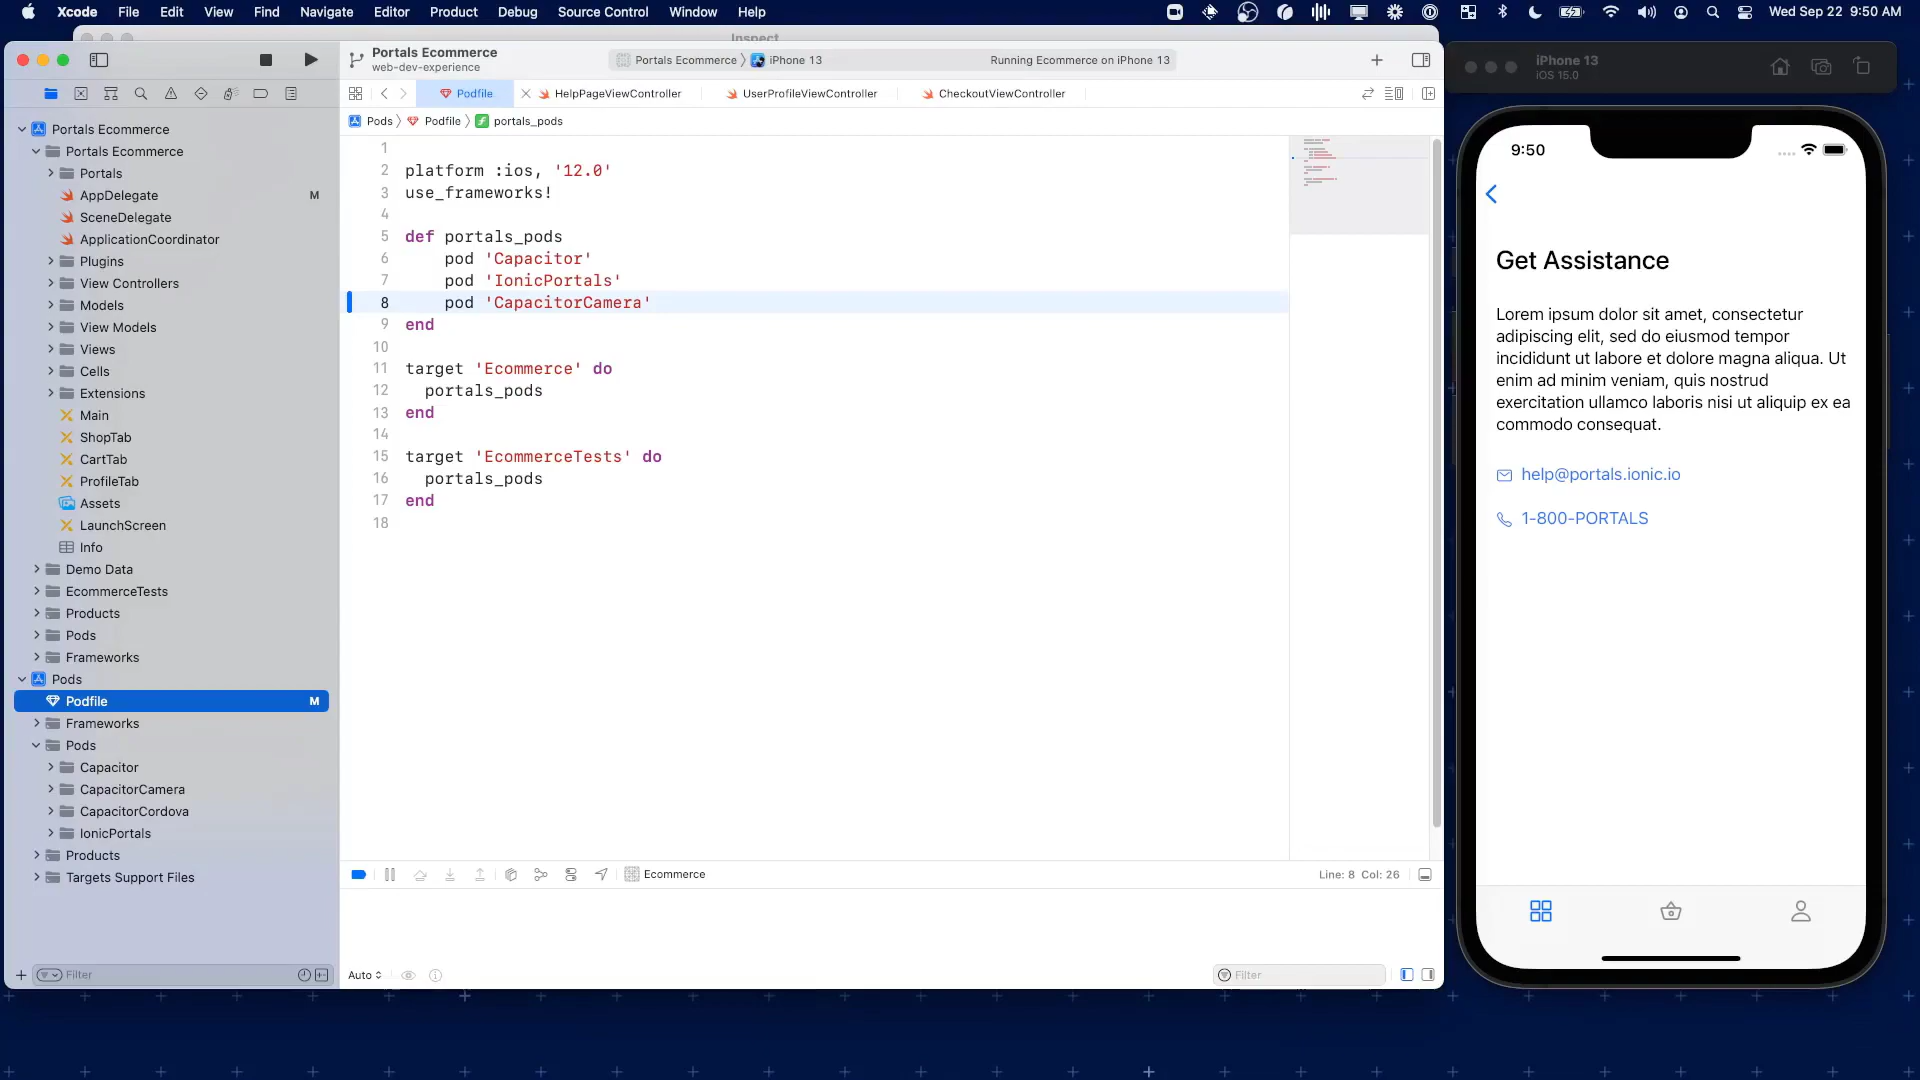 Xcode File Edit View Find Navigate Editor Product Debug Source Control Window Help
Wed Sep 22 9:50 AM
Inspect
Portals Ecommerce
web-dev-experience
Portals Ecommerce iPhone 13
Running Ecommerce on iPhone 13
Podfile
HelpPageViewController
UserProfileViewController
CheckoutViewController
Pods Podfile portals_pods
Portals Ecommerce
Portals Ecommerce
Portals
AppDelegate M
SceneDelegate
ApplicationCoordinator
Plugins
View Controllers
Models
View Models
Views
Cells
Extensions
Main
ShopTab
CartTab
ProfileTab
Assets
LaunchScreen
Info
Demo Data
EcommerceTests
Products
Pods
Frameworks
Pods
Podfile M
Frameworks
Pods
Capacitor
CapacitorCamera
CapacitorCordova
IonicPortals
Products
Targets Support Files
Filter
1
2 platform :ios, '12.0'
3 use_frameworks!
4
5 def portals_pods
6 pod 'Capacitor'
7 pod 'IonicPortals'
8 pod 'CapacitorCamera'
9 end
10
11 target 'Ecommerce' do
12 portals_pods
13 end
14
15 target 'EcommerceTests' do
16 portals_pods
17 end
18
Ecommerce
Line: 8 Col: 26
Auto
Filter
iPhone 13
iOS 15.0
9:50
Get Assistance
Lorem ipsum dolor sit amet, consectetur
adipiscing elit, sed do eiusmod tempor
incididunt ut labore et dolore magna aliqua. Ut
enim ad minim veniam, quis nostrud
exercitation ullamco laboris nisi ut aliquip ex ea
commodo consequat.
help@portals.ionic.io
1-800-PORTALS